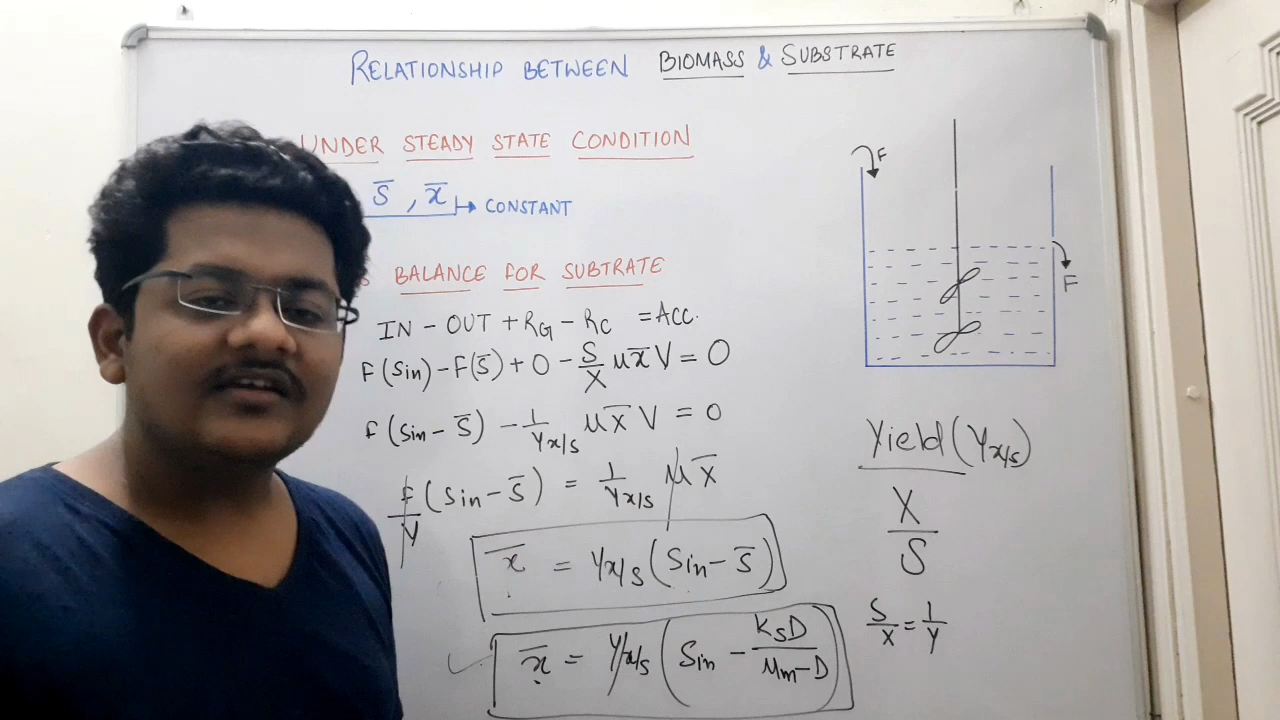 RELATIONSHIP BETWEEN BIOMASS & SUBSTRATE
UNDER STEADY STATE CONDITION
S̅ , x̅ → CONSTANT
BALANCE FOR SUBTRATE
IN - OUT + RG - RC = ACC.
F(Sin) - F(S̅) + 0 - S/X μx̅V = 0
F(Sin - S̅) - 1/Yx/s μX̅V = 0
F/V (Sin - S̅) = 1/Yx/s μX̅
x̅ = Yx/s (Sin - S̅)
x̅ = Yx/s (Sin - KsD/μm-D)
F
F
Yield (Yx/s)
X/S
S/X = 1/Y